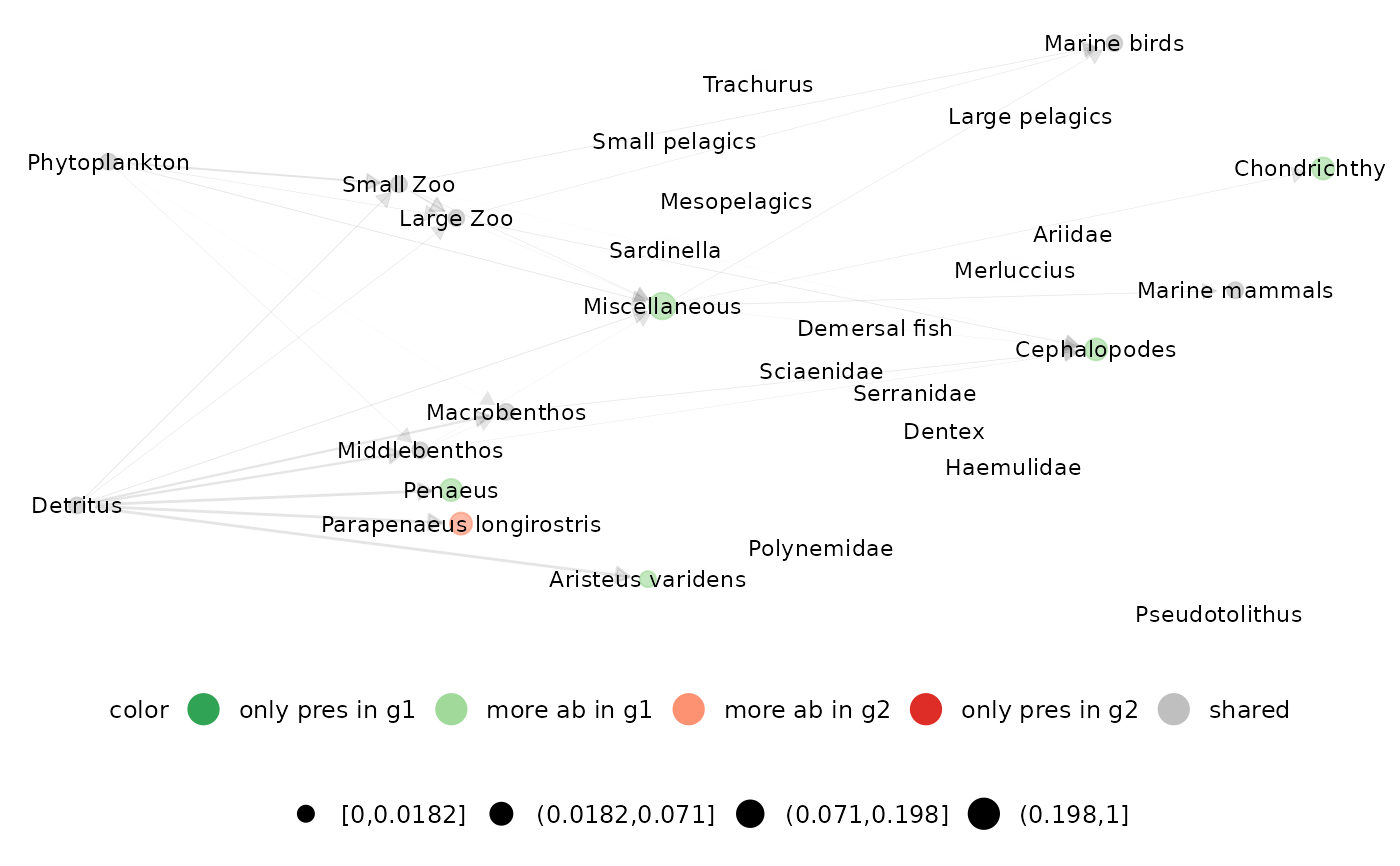 Marine birds
Trachurus
Large pelagics
Small pelagics
Phytoplankton
Chondrichthy
Small Zoo
Mesopelagics
Large Zoo
Ariidae
Sardinella
Merluccius
Marine mammals
Miscellaneous
Demersal fish
Cephalopodes
Sciaenidae
Serranidae
Macrobenthos
Dentex
Middlebenthos
Haemulidae
Penaeus
Detritus
Parapenaeus longirostris
Polynemidae
Aristeus varidens
Pseudotolithus
color only pres in g1 more ab in g1 more ab in g2 only pres in g2 shared
[0,0.0182] (0.0182,0.071] (0.071,0.198] (0.198,1]